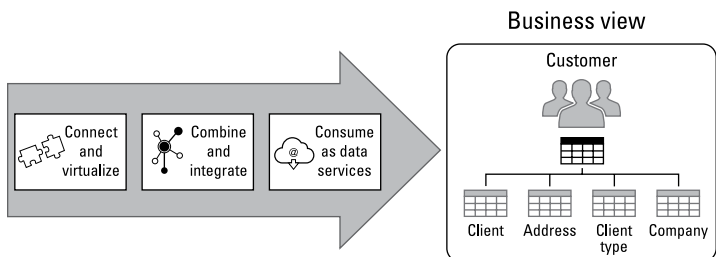 Business view
Connect
and
virtualize
Combine
and
integrate
@
Consume
as data
services
Customer
Client
Address
Client
type
Company